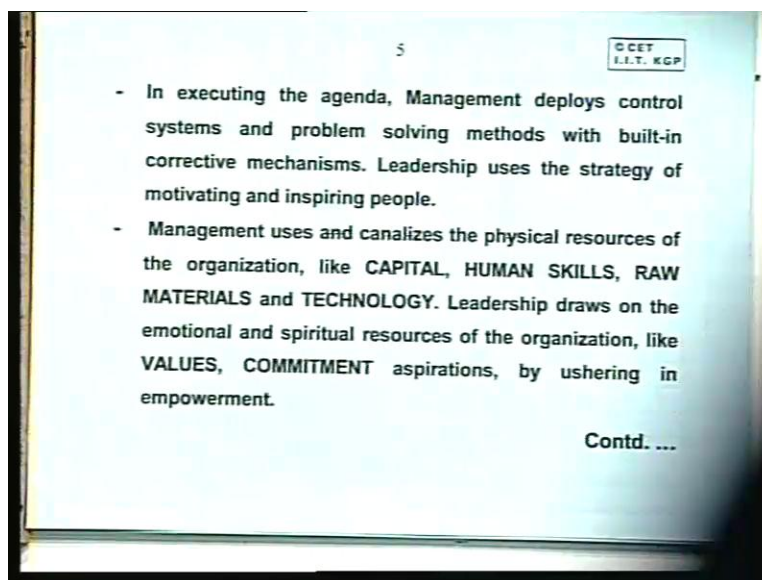 5
© CET
I.I.T. KGP
- In executing the agenda, Management deploys control
systems and problem solving methods with built-in
corrective mechanisms. Leadership uses the strategy of
motivating and inspiring people.
- Management uses and canalizes the physical resources of
the organization, like CAPITAL, HUMAN SKILLS, RAW
MATERIALS and TECHNOLOGY. Leadership draws on the
emotional and spiritual resources of the organization, like
VALUES, COMMITMENT aspirations, by ushering in
empowerment.
Contd. ...